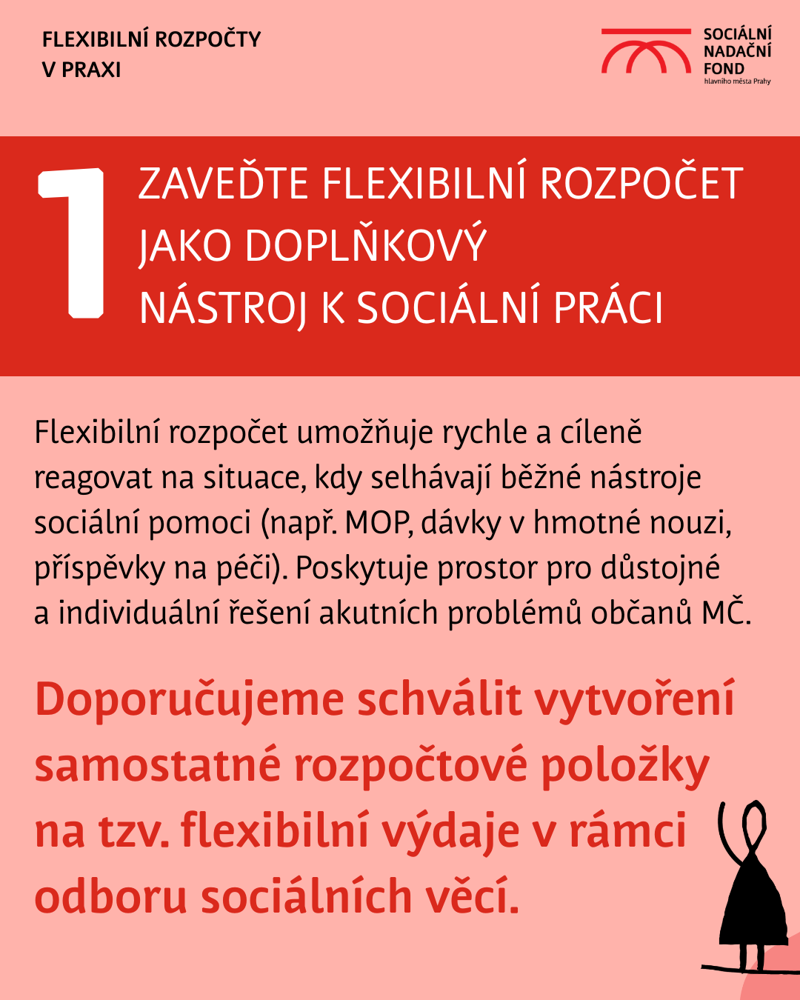 FLEXIBILNÍ ROZPOČTY
V PRAXI
SOCIÁLNÍ
NADAČNÍ
FOND
hlavního města Prahy
1
ZAVEĎTE FLEXIBILNÍ ROZPOČET
JAKO DOPLŇKOVÝ
NÁSTROJ K SOCIÁLNÍ PRÁCI
Flexibilní rozpočet umožňuje rychle a cíleně
reagovat na situace, kdy selhávají běžné nástroje
sociální pomoci (např. MOP, dávky v hmotné nouzi,
příspěvky na péči). Poskytuje prostor pro důstojné
a individuální řešení akutních problémů občanů MČ.
Doporučujeme schválit vytvoření
samostatné rozpočtové položky
na tzv. flexibilní výdaje v rámci
odboru sociálních věcí.